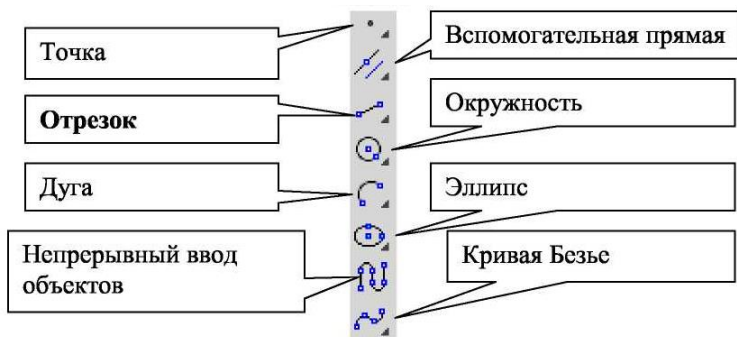 Точка
Вспомогательная прямая
Отрезок
Окружность
Дуга
Эллипс
Непрерывный ввод
объектов
Кривая Безье